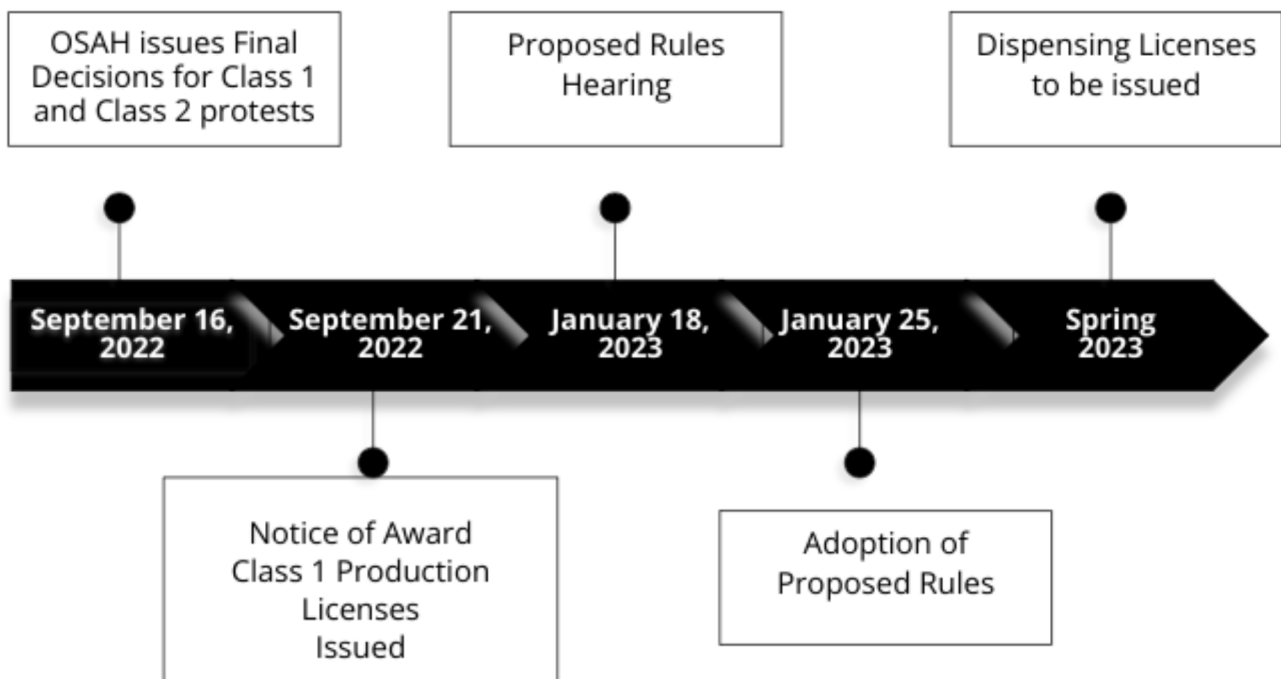 OSAH issues Final
Decisions for Class 1
and Class 2 protests
Proposed Rules
Hearing
Dispensing Licenses
to be issued
September 16,
2022
September 21,
2022
January 18,
2023
January 25,
2023
Spring
2023
Notice of Award
Class 1 Production
Licenses
Issued
Adoption of
Proposed Rules